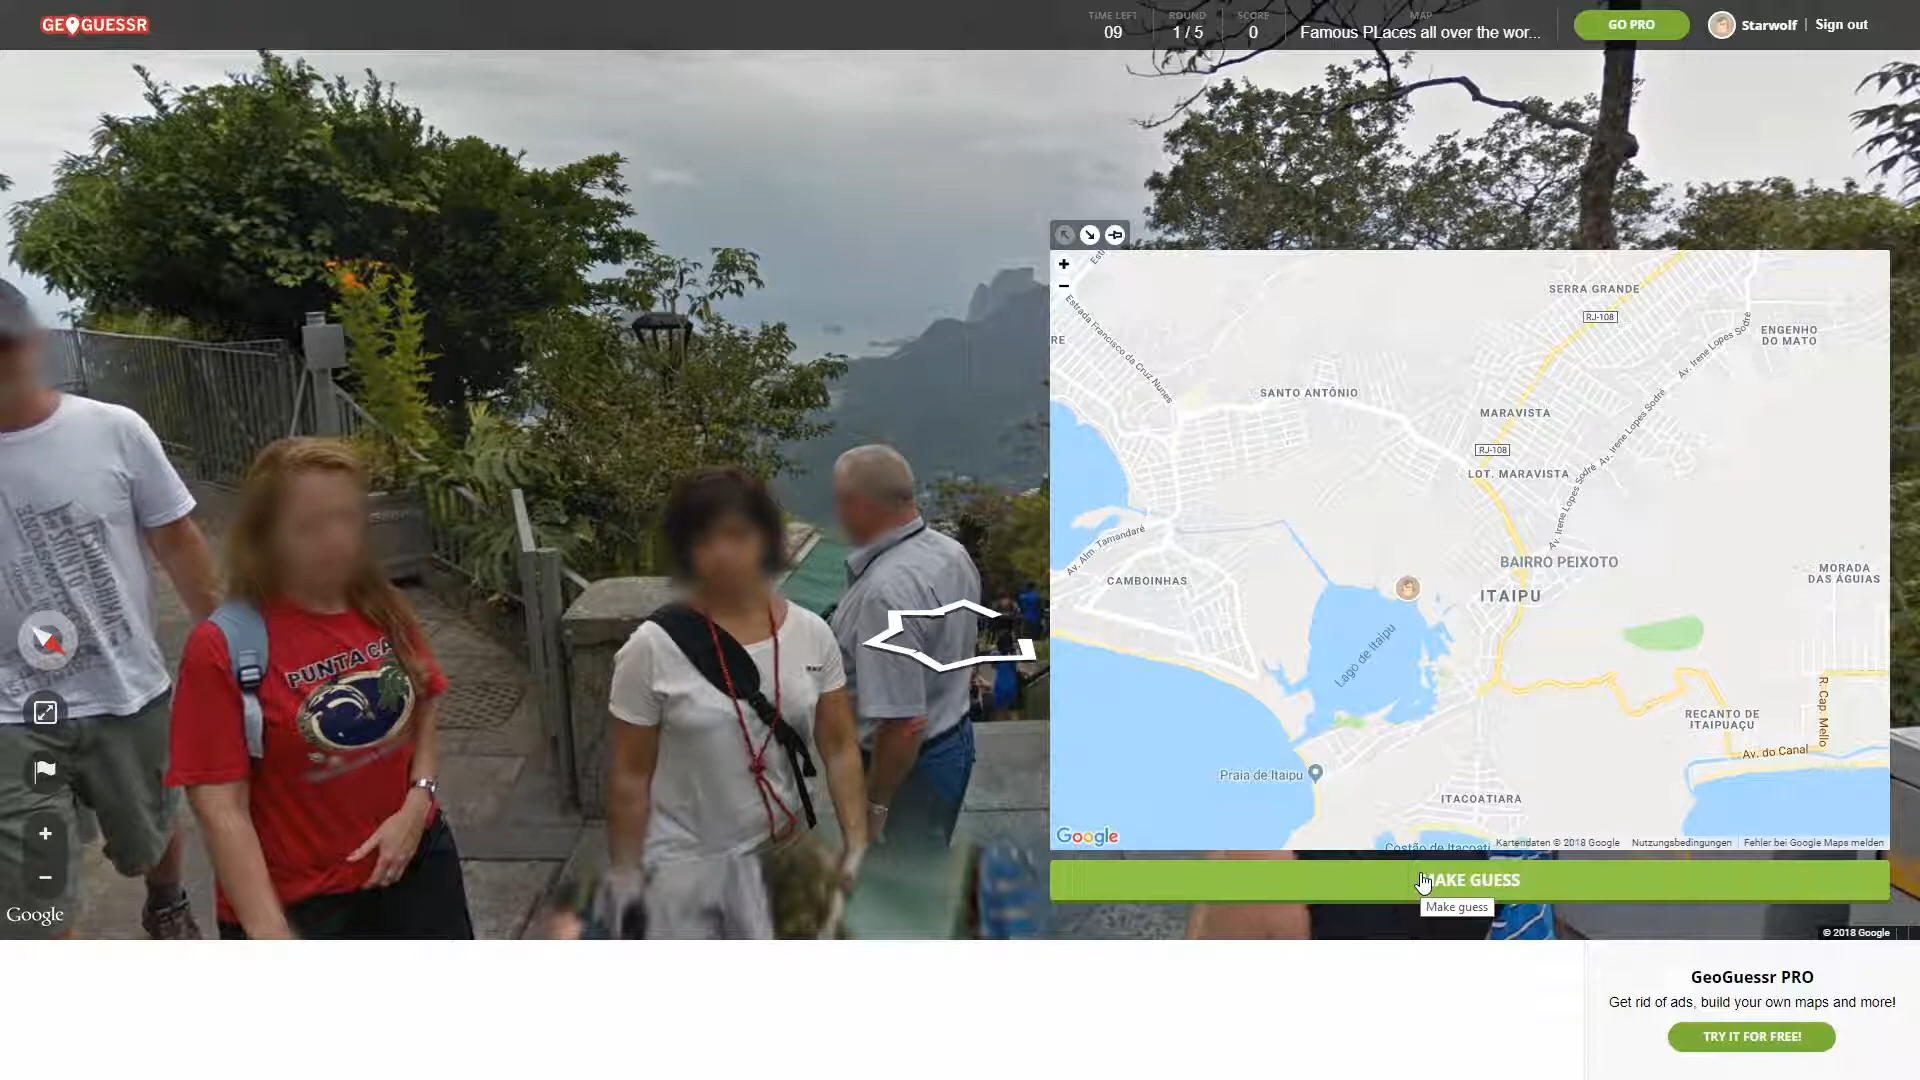 GEOGUESSR
TIME LEFT
09
ROUND
1 / 5
SCORE
0
MAP
Famous PLaces all over the wor...
GO PRO
Starwolf
Sign out
PUNTA CA
SERRA GRANDE
RJ-108
ENGENHO
DO MATO
Av. Irene Lopes Sodré
Estrada Francisco da Cruz Nunes
RE
SANTO ANTÔNIO
MARAVISTA
RJ-108
LOT. MARAVISTA
Av. Irene Lopes Sodré
Av. Irene Lopes Sodré
Av. Alm. Tamandaré
CAMBOINHAS
BAIRRO PEIXOTO
ITAIPU
MORADA
DAS ÁGUIAS
Lago de Itaipu
RECANTO DE
ITAIPUAÇU
R. Cap. Mello
Av. do Canal
Praia de Itaipu
ITACOATIARA
Costão de Itacoati
Google
Kartendaten © 2018 Google
Nutzungsbedingungen
Fehler bei Google Maps melden
MAKE GUESS
Make guess
Google
© 2018 Google
GeoGuessr PRO
Get rid of ads, build your own maps and more!
TRY IT FOR FREE!